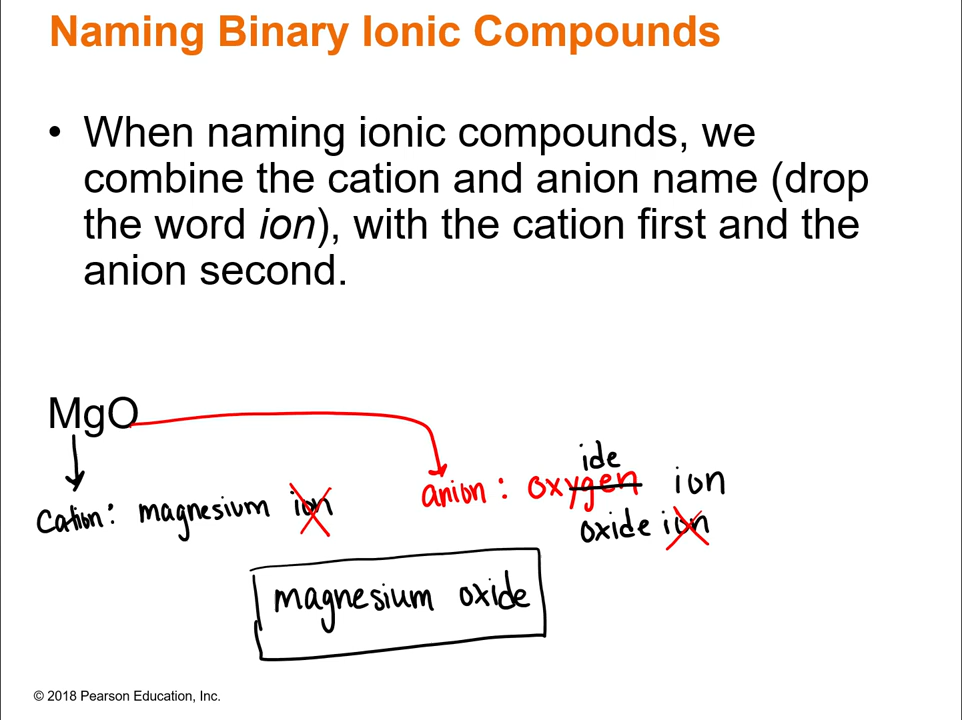 Naming Binary Ionic Compounds
• When naming ionic compounds, we
combine the cation and anion name (drop
the word ion), with the cation first and the
anion second.
MgO
ide
cation: magnesium ion
anion: oxygen ion
oxide ion
magnesium oxide
© 2018 Pearson Education, Inc.